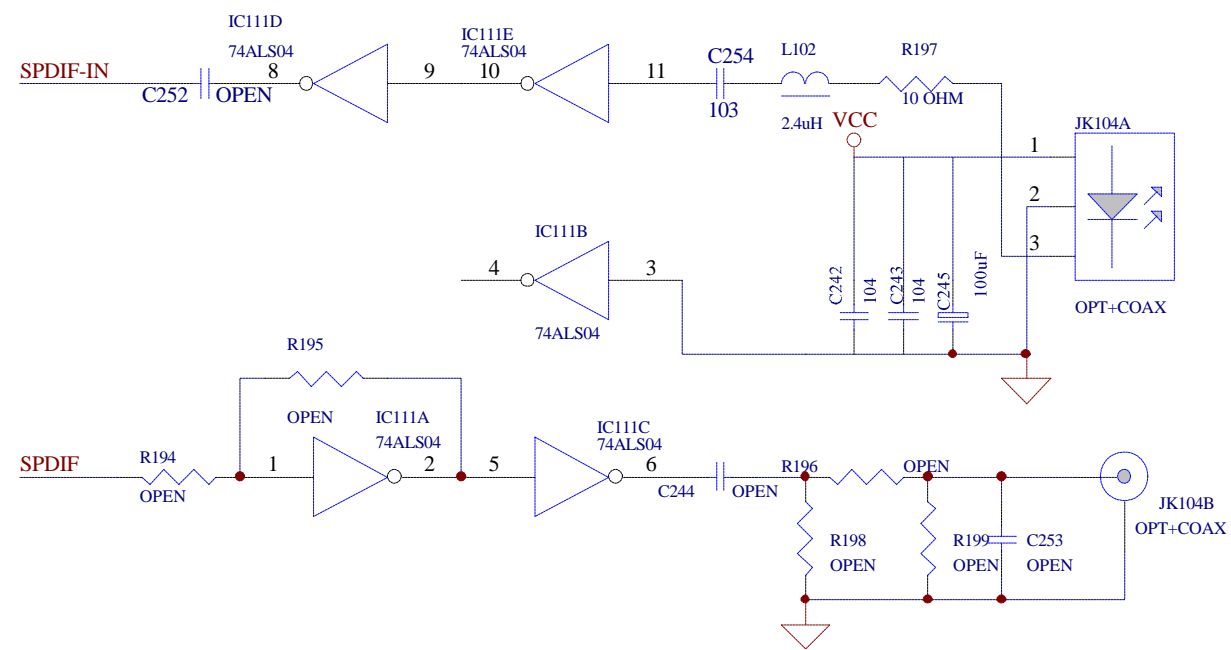 IC111D
74ALS04
IC111E
74ALS04
SPDIF-IN
C252
OPEN
8
9
10
11
C254
103
L102
2.4uH
R197
10 OHM
VCC
JK104A
1
2
3
OPT+COAX
IC111B
4
3
74ALS04
C242
104
C243
104
C245
100uF
R195
OPEN
IC111A
74ALS04
IC111C
74ALS04
SPDIF
R194
OPEN
1
2
5
6
C244
OPEN
R196
OPEN
R198
OPEN
R199
OPEN
C253
OPEN
JK104B
OPT+COAX